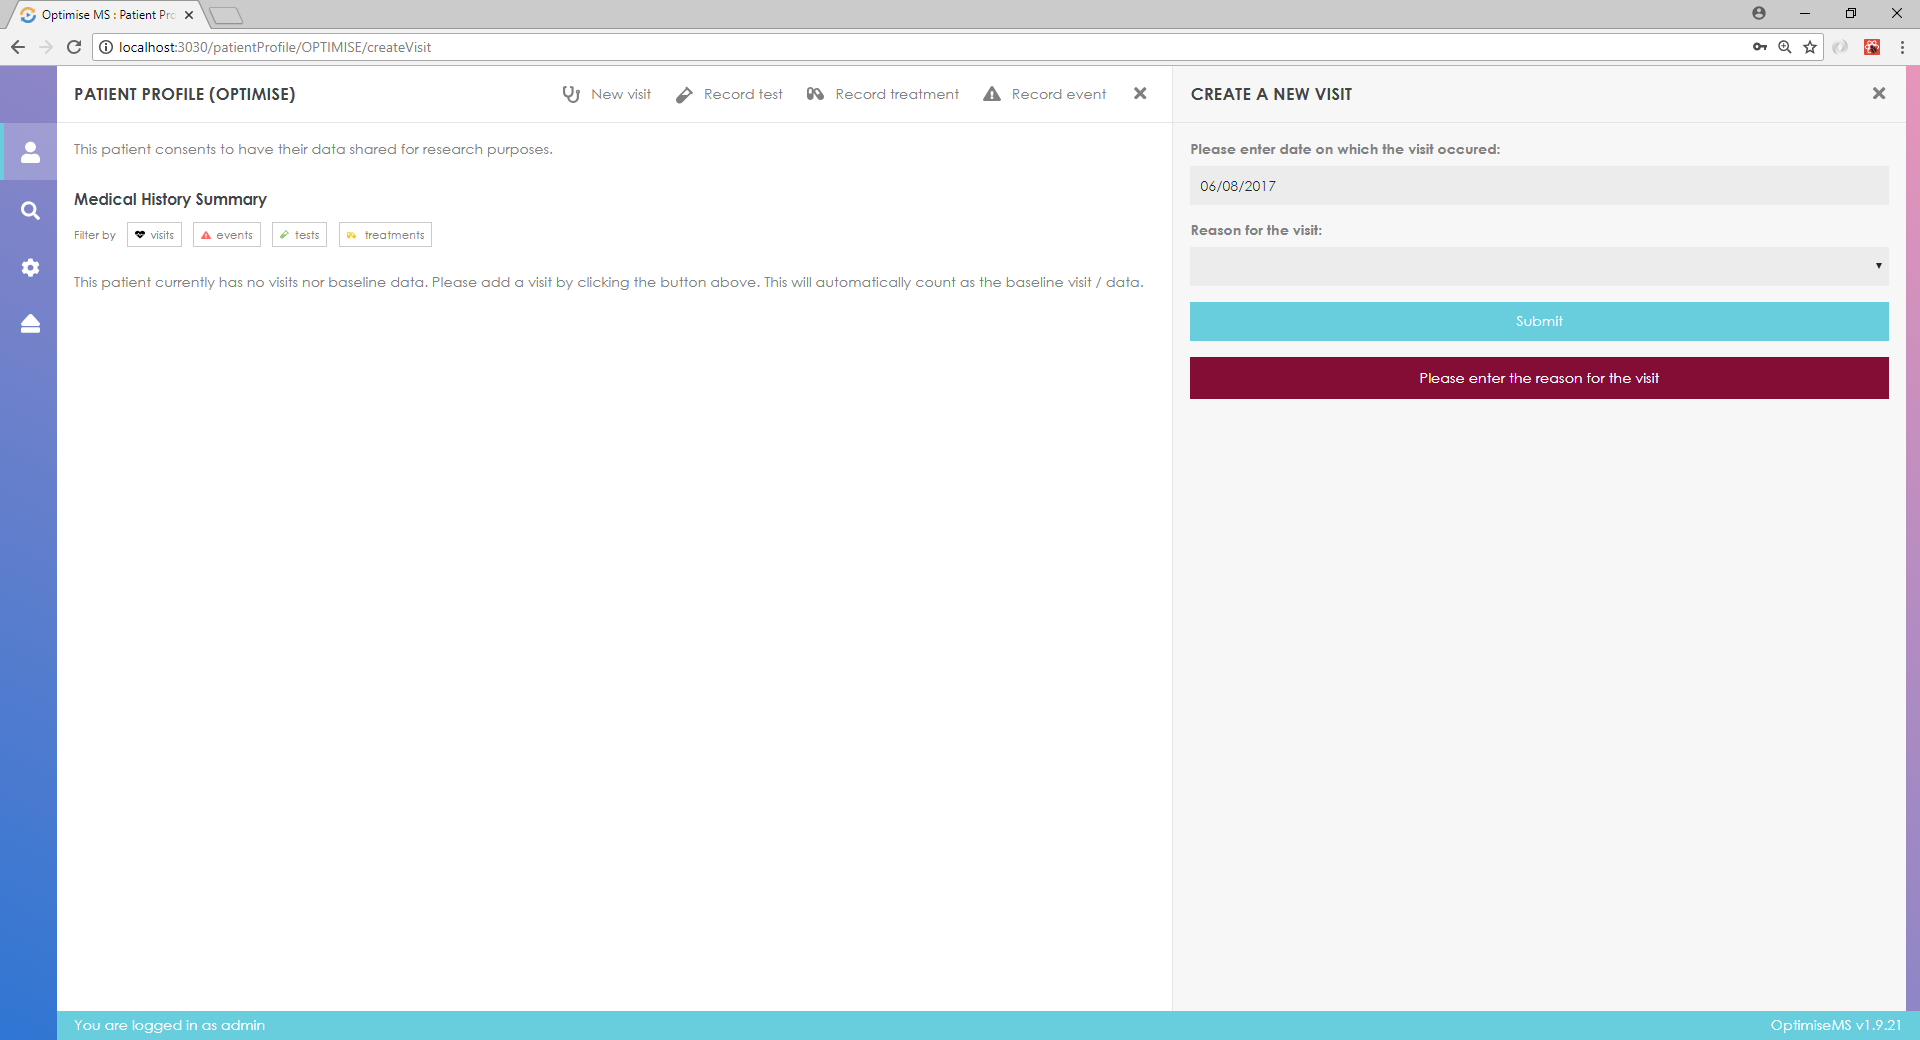 Optimise MS : Patient Pro
localhost:3030/patientProfile/OPTIMISE/createVisit
PATIENT PROFILE (OPTIMISE)
New visit
Record test
Record treatment
Record event
This patient consents to have their data shared for research purposes.
Medical History Summary
Filter by
visits
events
tests
treatments
This patient currently has no visits nor baseline data. Please add a visit by clicking the button above. This will automatically count as the baseline visit / data.
CREATE A NEW VISIT
Please enter date on which the visit occured:
06/08/2017
Reason for the visit:
Submit
Please enter the reason for the visit
You are logged in as admin
OptimiseMS v1.9.21